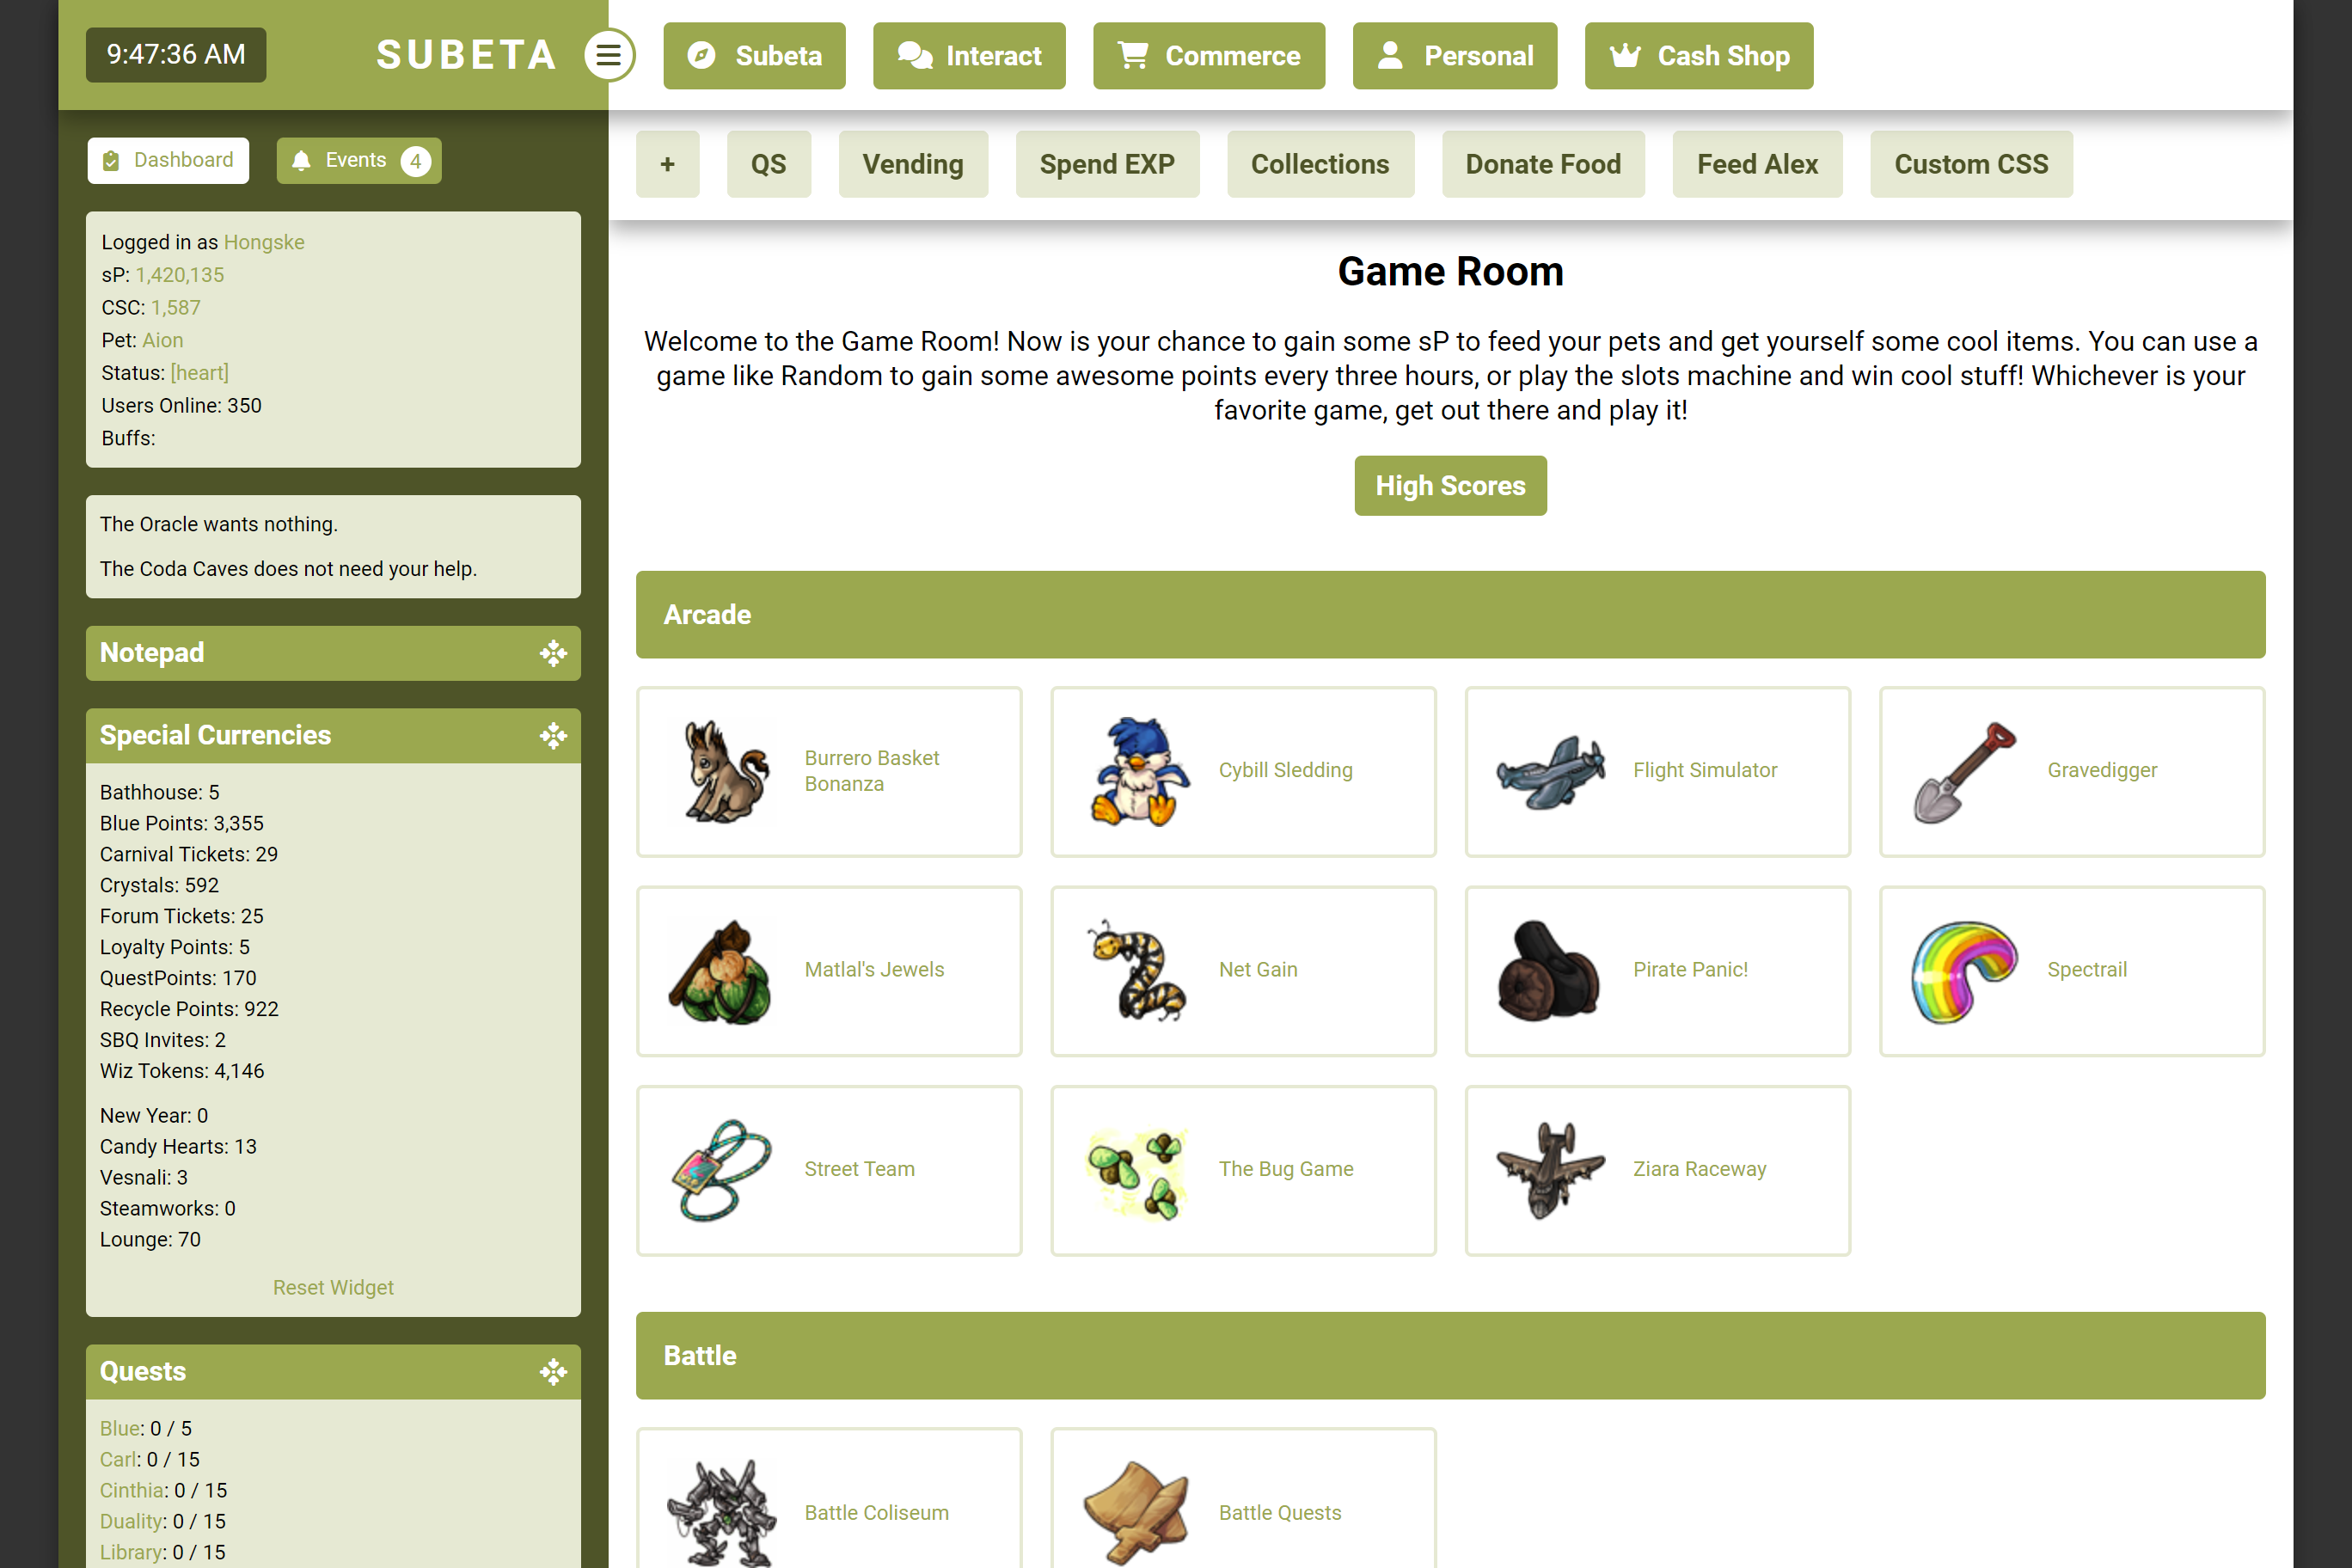 9:47:36 AM
SUBETA
Subeta
Interact
Commerce
Personal
Cash Shop
Dashboard
Events 4
+
QS
Vending
Spend EXP
Collections
Donate Food
Feed Alex
Custom CSS
Logged in as Hongske
sP: 1,420,135
CSC: 1,587
Pet: Aion
Status: [heart]
Users Online: 350
Buffs:
The Oracle wants nothing.
The Coda Caves does not need your help.
Notepad
Special Currencies
Bathhouse: 5
Blue Points: 3,355
Carnival Tickets: 29
Crystals: 592
Forum Tickets: 25
Loyalty Points: 5
QuestPoints: 170
Recycle Points: 922
SBQ Invites: 2
Wiz Tokens: 4,146
New Year: 0
Candy Hearts: 13
Vesnali: 3
Steamworks: 0
Lounge: 70
Reset Widget
Quests
Blue: 0 / 5
Carl: 0 / 15
Cinthia: 0 / 15
Duality: 0 / 15
Library: 0 / 15
Game Room
Welcome to the Game Room! Now is your chance to gain some sP to feed your pets and get yourself some cool items. You can use a
game like Random to gain some awesome points every three hours, or play the slots machine and win cool stuff! Whichever is your
favorite game, get out there and play it!
High Scores
Arcade
Burrero Basket
Bonanza
Cybill Sledding
Flight Simulator
Gravedigger
Matlal's Jewels
Net Gain
Pirate Panic!
Spectrail
Street Team
The Bug Game
Ziara Raceway
Battle
Battle Coliseum
Battle Quests